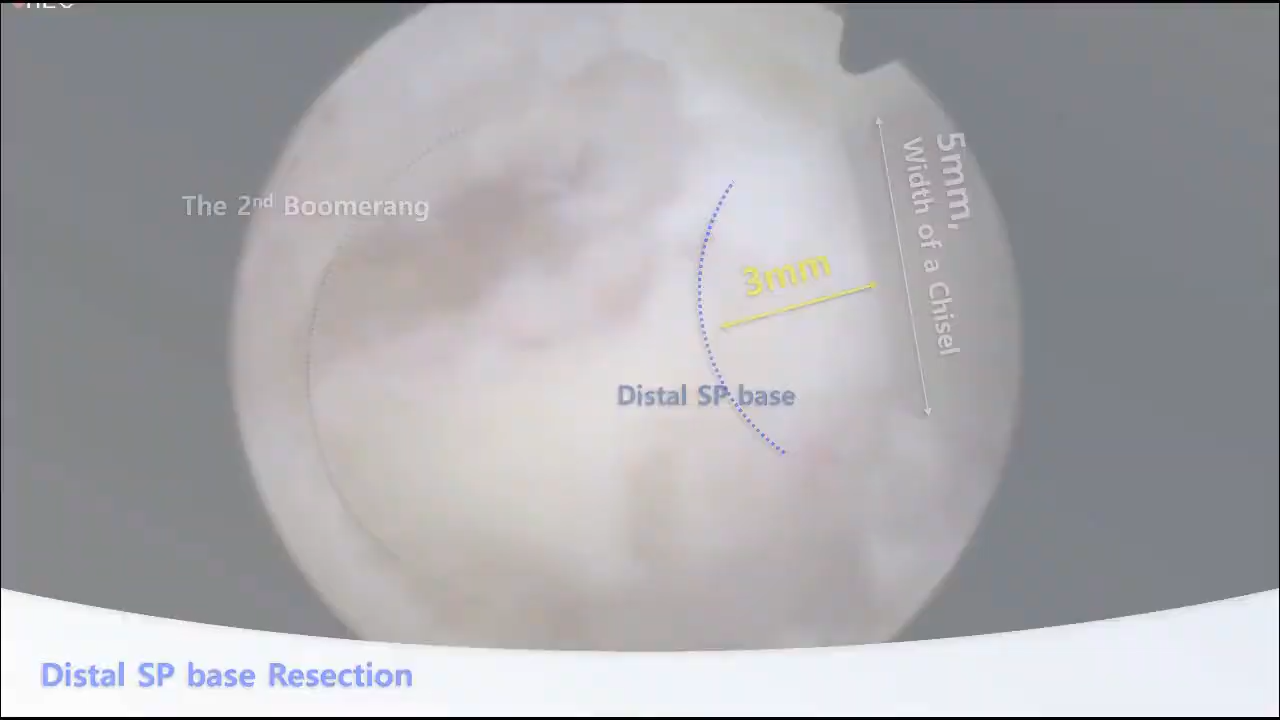 The 2nd Boomerang
5mm,
Width of a Chisel
3mm
Distal SP base
Distal SP base Resection